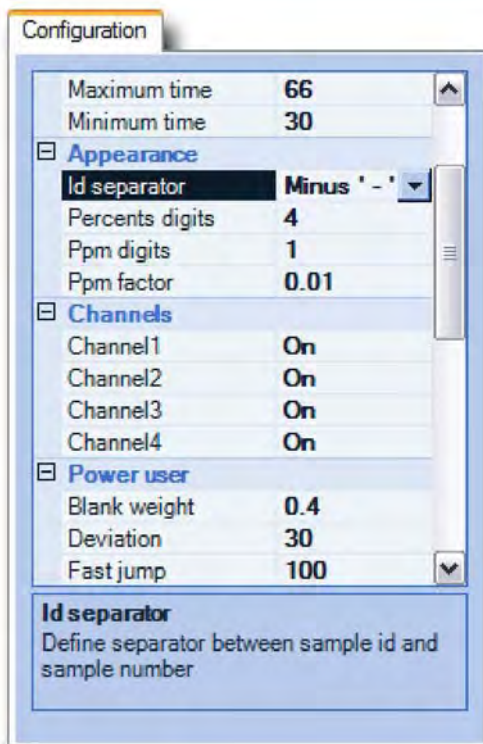 Configuration
Maximum time 66
Minimum time 30
Appearance
Id separator Minus ' - '
Percents digits 4
Ppm digits 1
Ppm factor 0.01
Channels
Channel1 On
Channel2 On
Channel3 On
Channel4 On
Power user
Blank weight 0.4
Deviation 30
Fast jump 100
Id separator
Define separator between sample id and
sample number